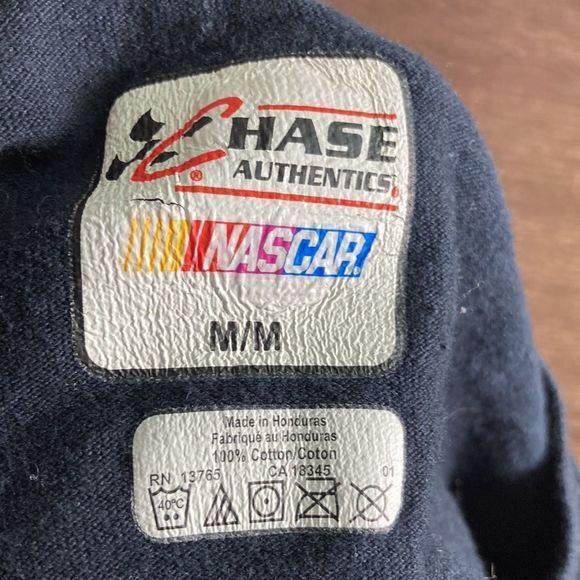 CHASE
AUTHENTICS®
®
NASCAR®
M/M
Made in Honduras
Fabriqué au Honduras
100% Cotton/Coton
RN 13765 CA 18345 01
40°C